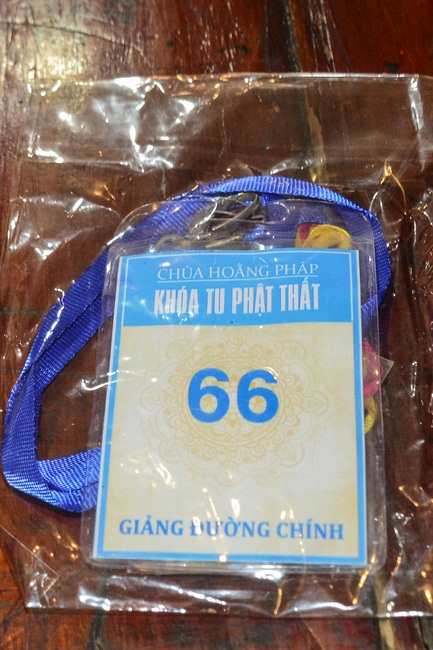 CHÙA HOẰNG PHÁP
KHÓA TU PHẬT THẤT
66
GIẢNG ĐƯỜNG CHÍNH